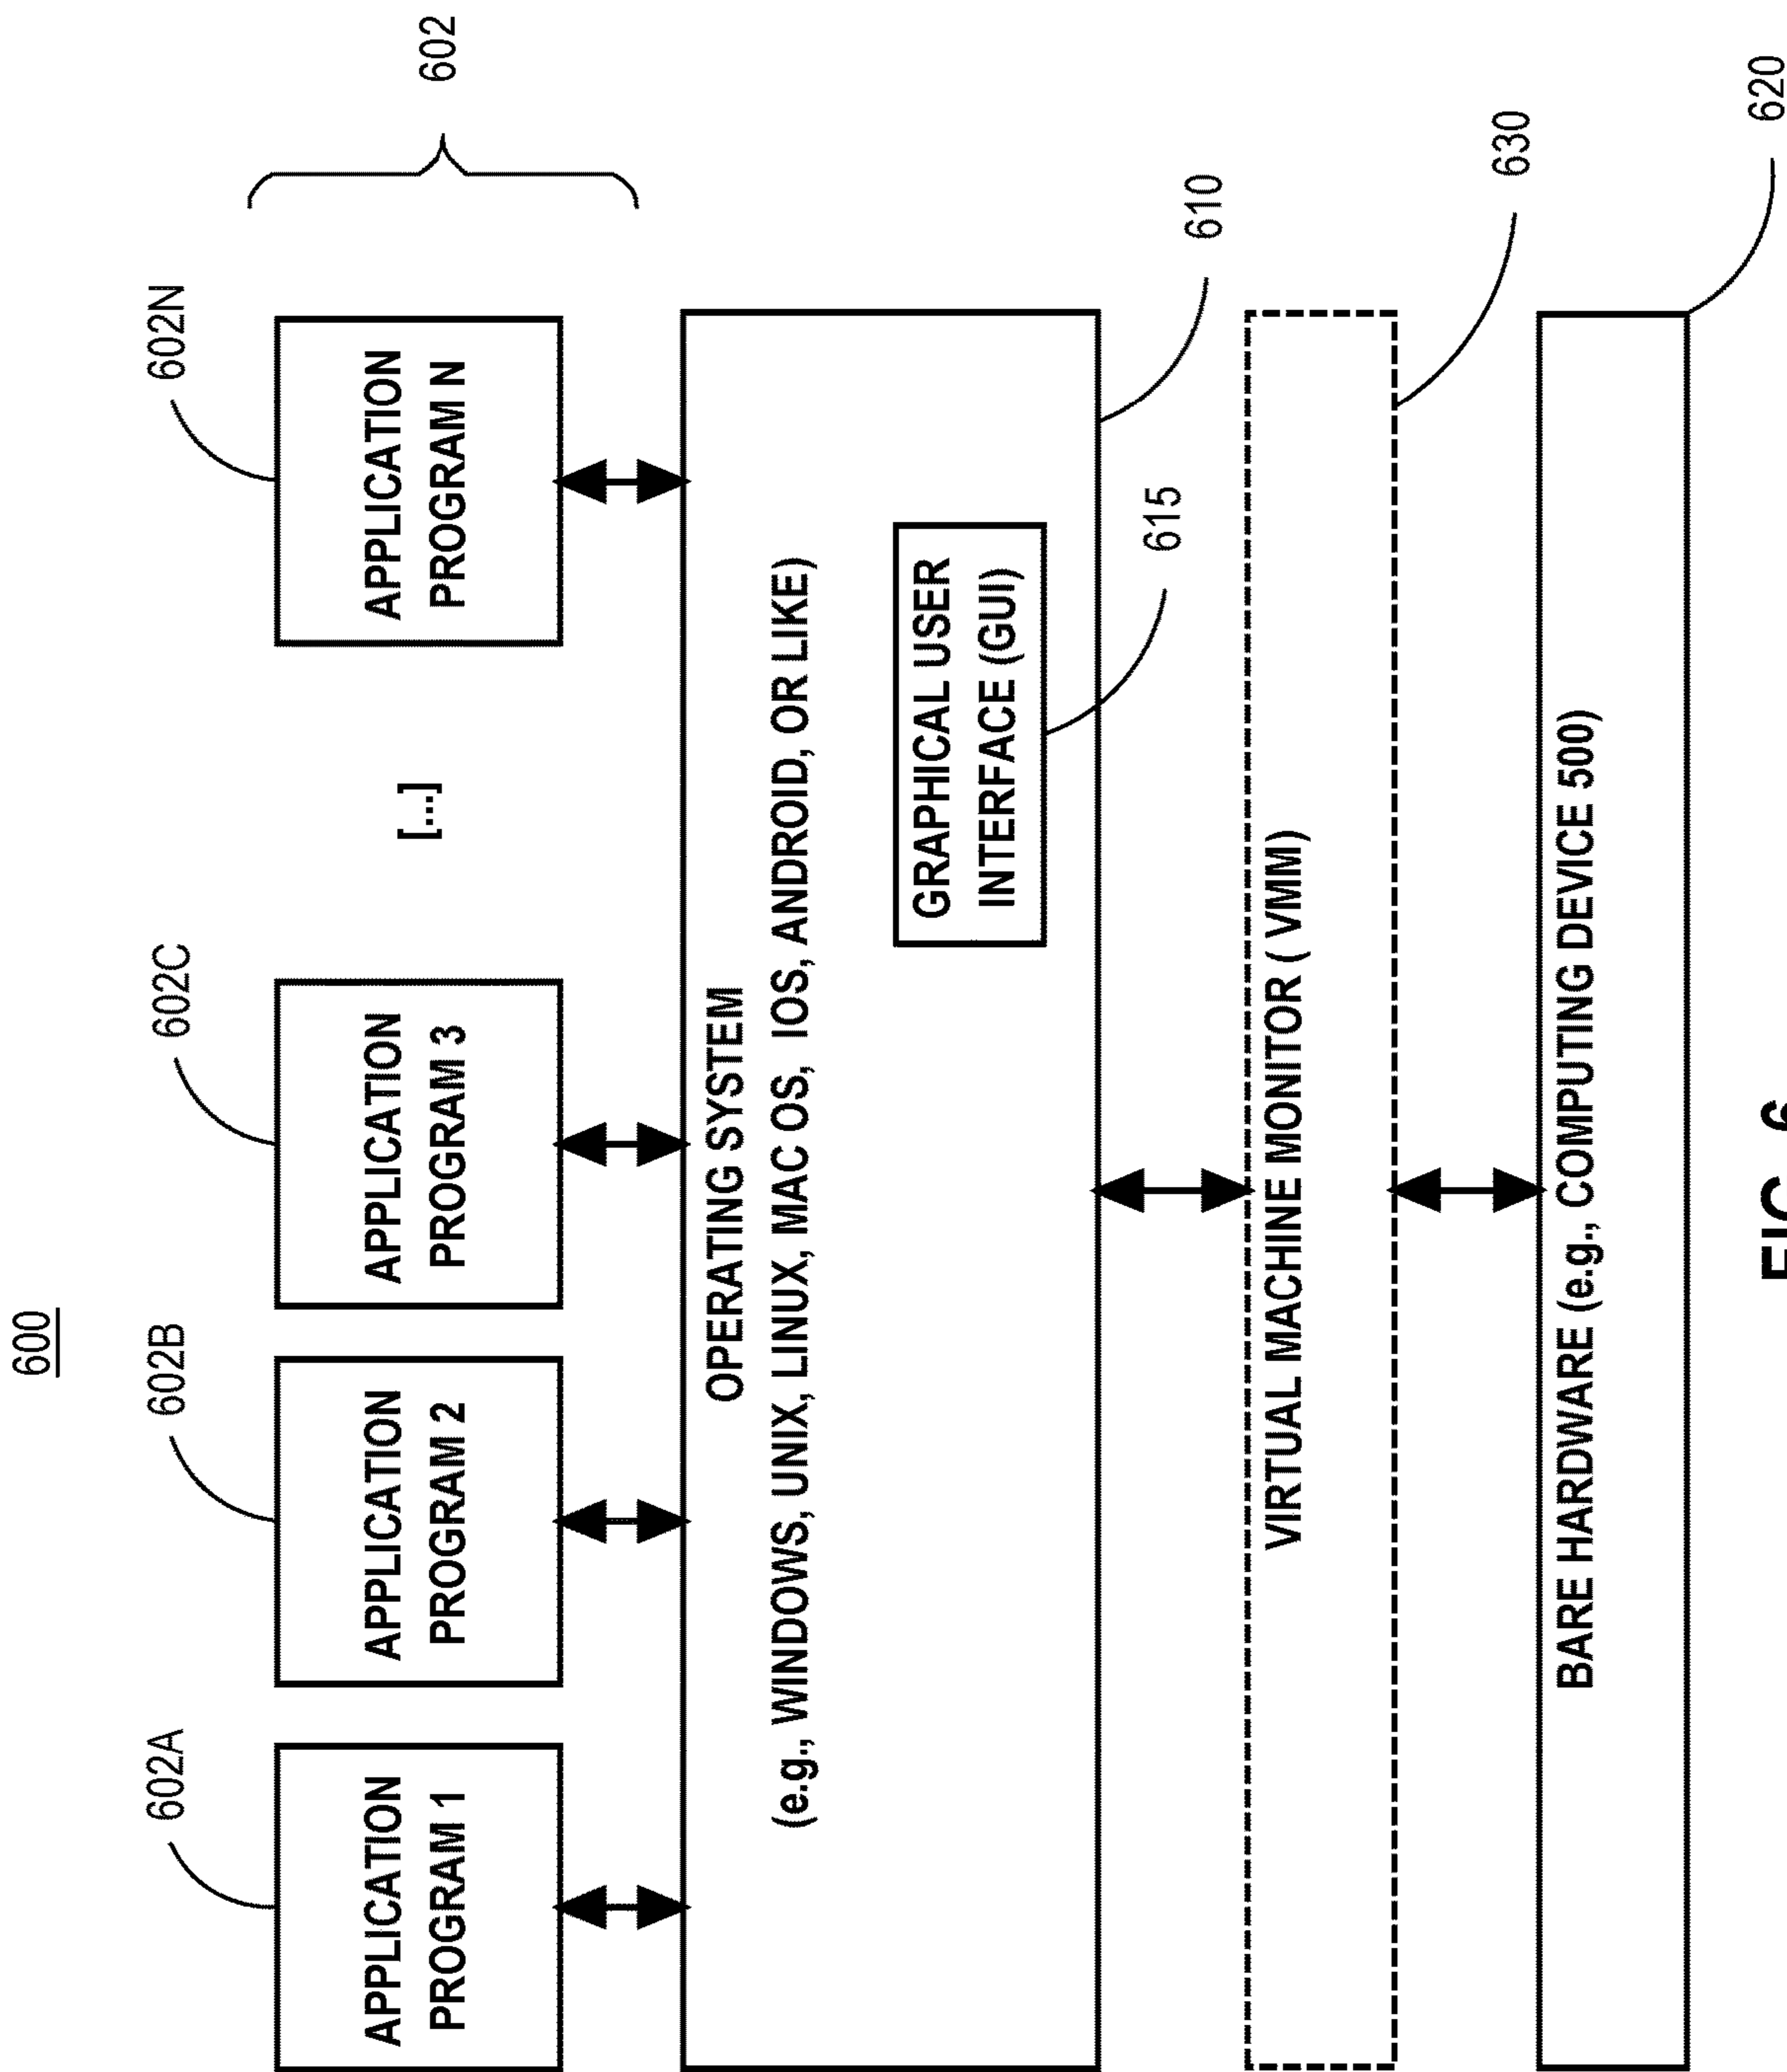 600
602
602A
602B
602C
602N
APPLICATION
PROGRAM 1
APPLICATION
PROGRAM 2
APPLICATION
PROGRAM 3
[...]
APPLICATION
PROGRAM N
OPERATING SYSTEM
(e.g., WINDOWS, UNIX, LINUX, MAC OS, IOS, ANDROID, OR LIKE)
GRAPHICAL USER
INTERFACE (GUI)
615
610
VIRTUAL MACHINE MONITOR ( VMM)
630
BARE HARDWARE (e.g., COMPUTING DEVICE 500)
620